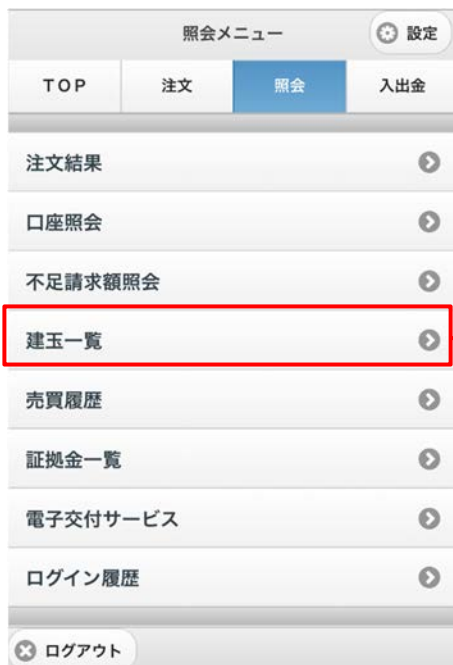 照会メニュー
設定
TOP
注文
照会
入出金
注文結果
口座照会
不足請求額照会
建玉一覧
売買履歴
証拠金一覧
電子交付サービス
ログイン履歴
ログアウト